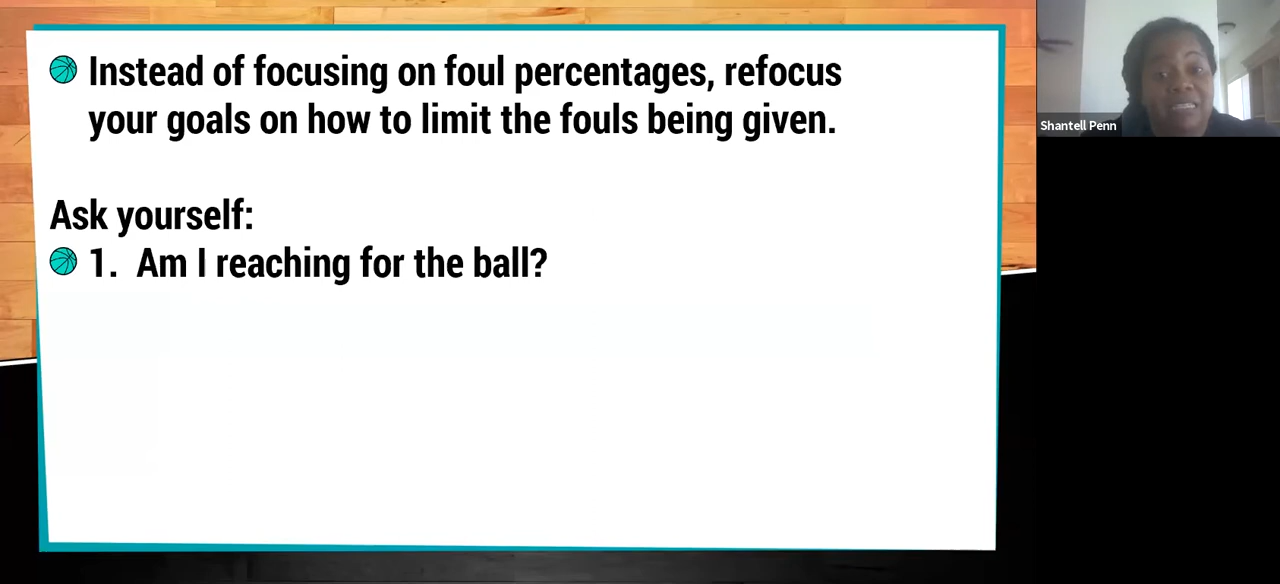 Instead of focusing on foul percentages, refocus
your goals on how to limit the fouls being given.
Ask yourself:
1. Am I reaching for the ball?
Shantell Penn